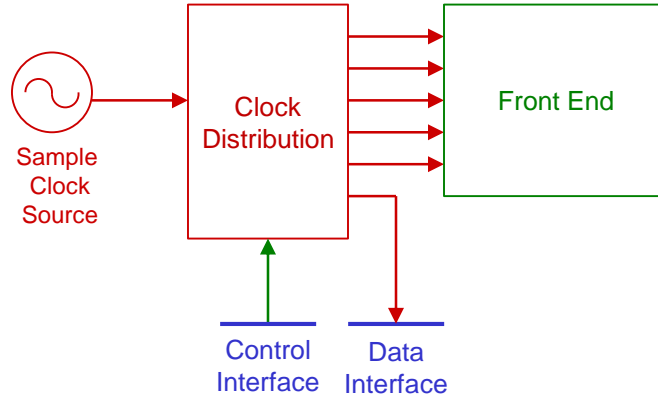 Clock
Distribution
Front End
Sample
Clock
Source
Control
Interface
Data
Interface